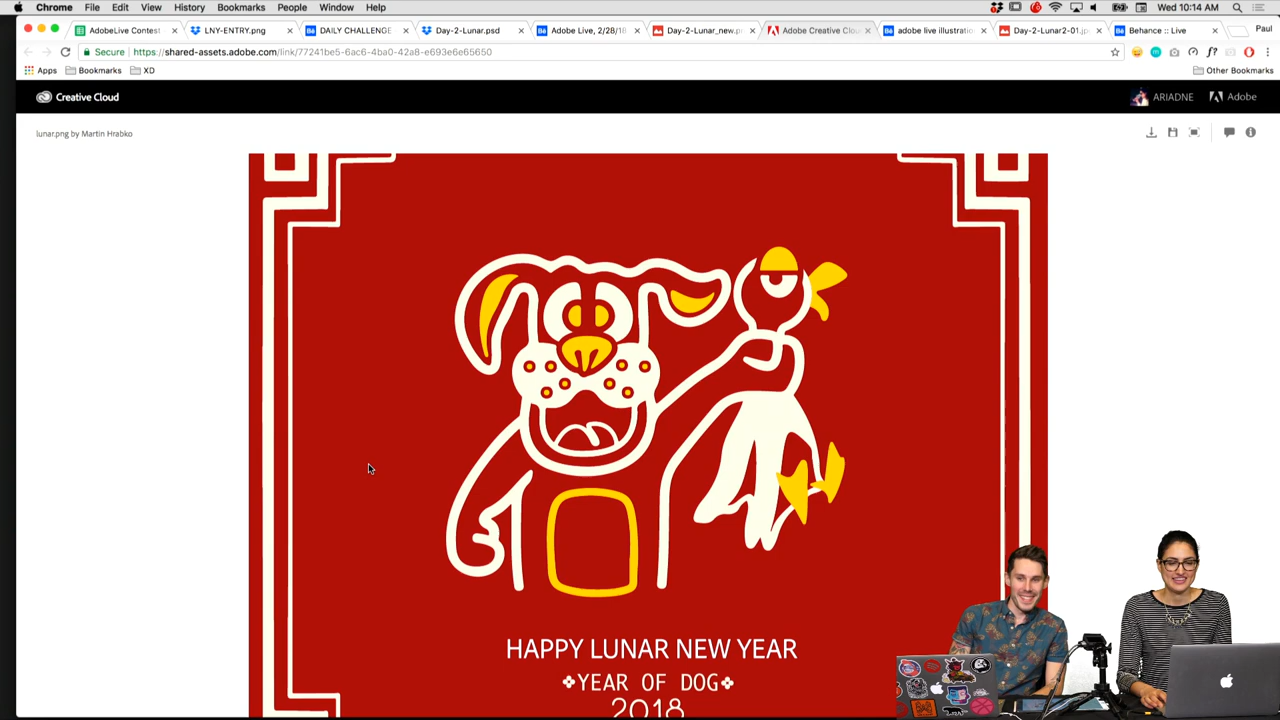 Chrome File Edit View History Bookmarks People Window Help
Wed 10:14 AM
AdobeLive Contest
LNY-ENTRY.png
DAILY CHALLENGE
Day-2-Lunar.psd
Adobe Live, 2/28/18
Day-2-Lunar_new.p
Adobe Creative Clou
adobe live illustratio
Day-2-Lunar2-01.jp
Behance :: Live
Paul
Secure https://shared-assets.adobe.com/link/77241be5-6ac6-4ba0-42a8-e693e6e65650
Apps Bookmarks XD Other Bookmarks
Creative Cloud
ARIADNE Adobe
lunar.png by Martin Hrabko
HAPPY LUNAR NEW YEAR
YEAR OF DOG
2018